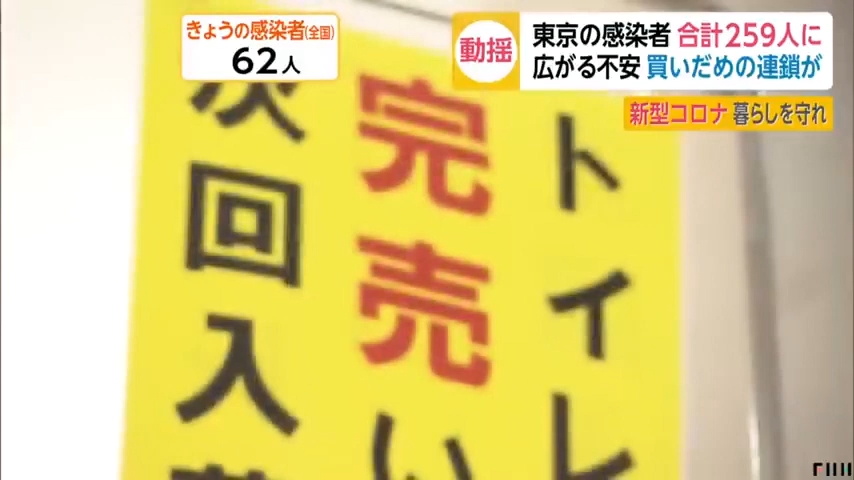 きょうの感染者(全国)
62人
動揺
東京の感染者 合計259人に
広がる不安 買いだめの連鎖が
新型コロナ 暮らしを守れ
トイレ
完売い
次回入